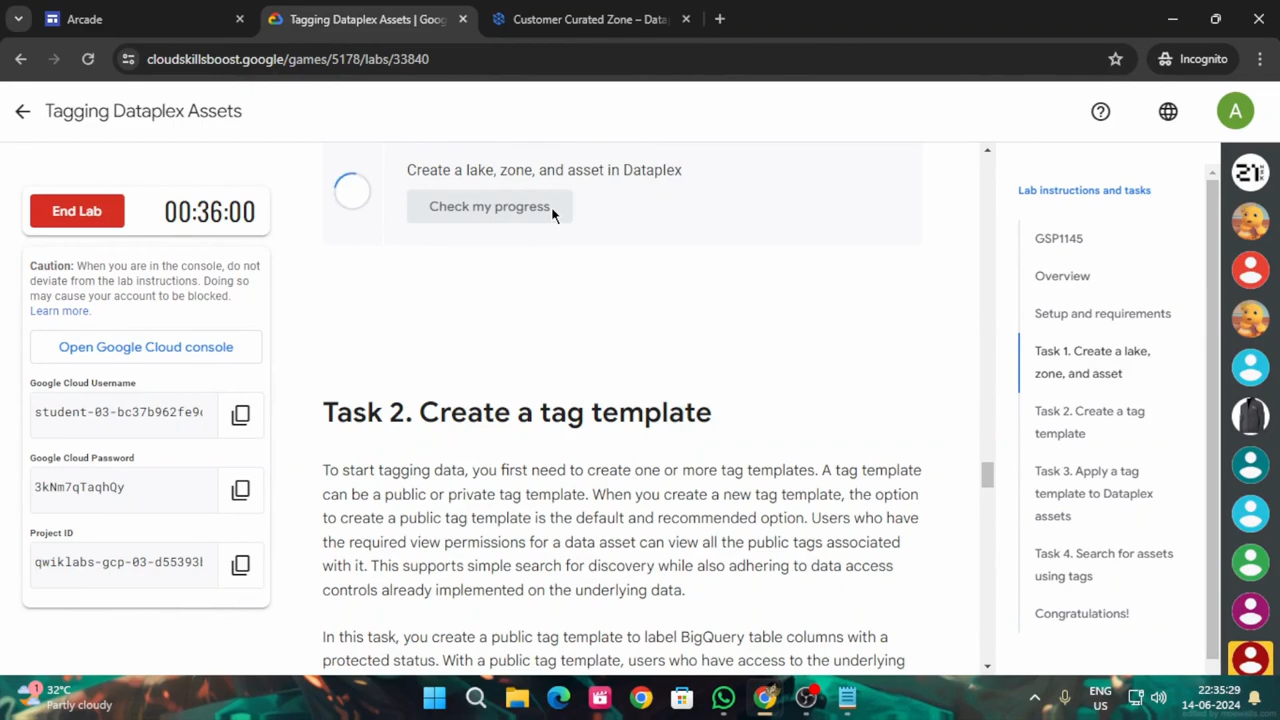 Arcade
Tagging Dataplex Assets | Goog
Customer Curated Zone – Data
cloudskillsboost.google/games/5178/labs/33840
Incognito
Tagging Dataplex Assets
A
End Lab
00:36:00
Caution: When you are in the console, do not
deviate from the lab instructions. Doing so
may cause your account to be blocked.
Learn more.
Open Google Cloud console
Google Cloud Username
student-03-bc37b962fe9c
Google Cloud Password
3kNm7qTaqhQy
Project ID
qwiklabs-gcp-03-d55393
Create a lake, zone, and asset in Dataplex
Check my progress
Task 2. Create a tag template
To start tagging data, you first need to create one or more tag templates. A tag template
can be a public or private tag template. When you create a new tag template, the option
to create a public tag template is the default and recommended option. Users who have
the required view permissions for a data asset can view all the public tags associated
with it. This supports simple search for discovery while also adhering to data access
controls already implemented on the underlying data.
In this task, you create a public tag template to label BigQuery table columns with a
protected status. With a public tag template, users who have access to the underlying
Lab instructions and tasks
GSP1145
Overview
Setup and requirements
Task 1. Create a lake,
zone, and asset
Task 2. Create a tag
template
Task 3. Apply a tag
template to Dataplex
assets
Task 4. Search for assets
using tags
Congratulations!
21
1
32°C
Partly cloudy
ENG
US
22:35:29
14-06-2024